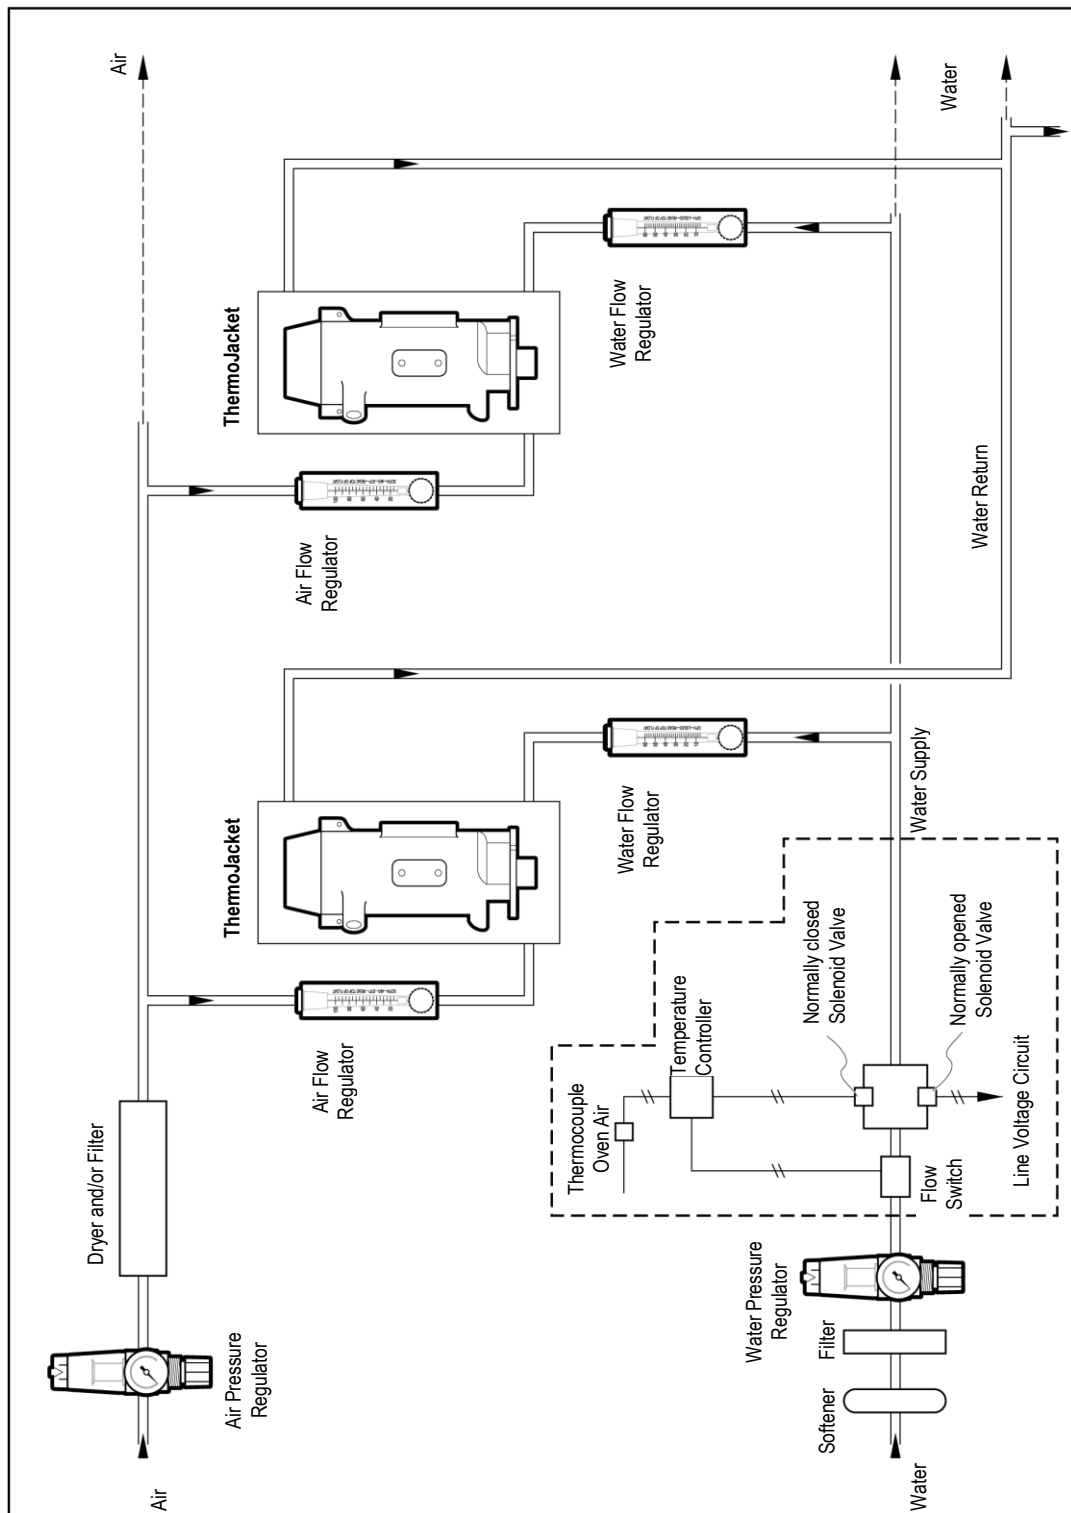 Air
Air Pressure
Regulator
Dryer and/or Filter
Air
ThermoJacket
ThermoJacket
Air Flow
Regulator
Air Flow
Regulator
Water Flow
Regulator
Water Flow
Regulator
Thermocouple
Oven Air
Temperature
Controller
Water Pressure
Regulator
Normally closed
Solenoid Valve
Softener
Filter
Water
Flow
Switch
Water Supply
Normally opened
Solenoid Valve
Line Voltage Circuit
Water Return
Water